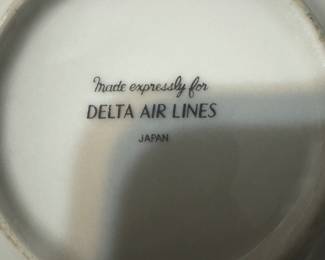 Made expressly for
DELTA AIR LINES
JAPAN